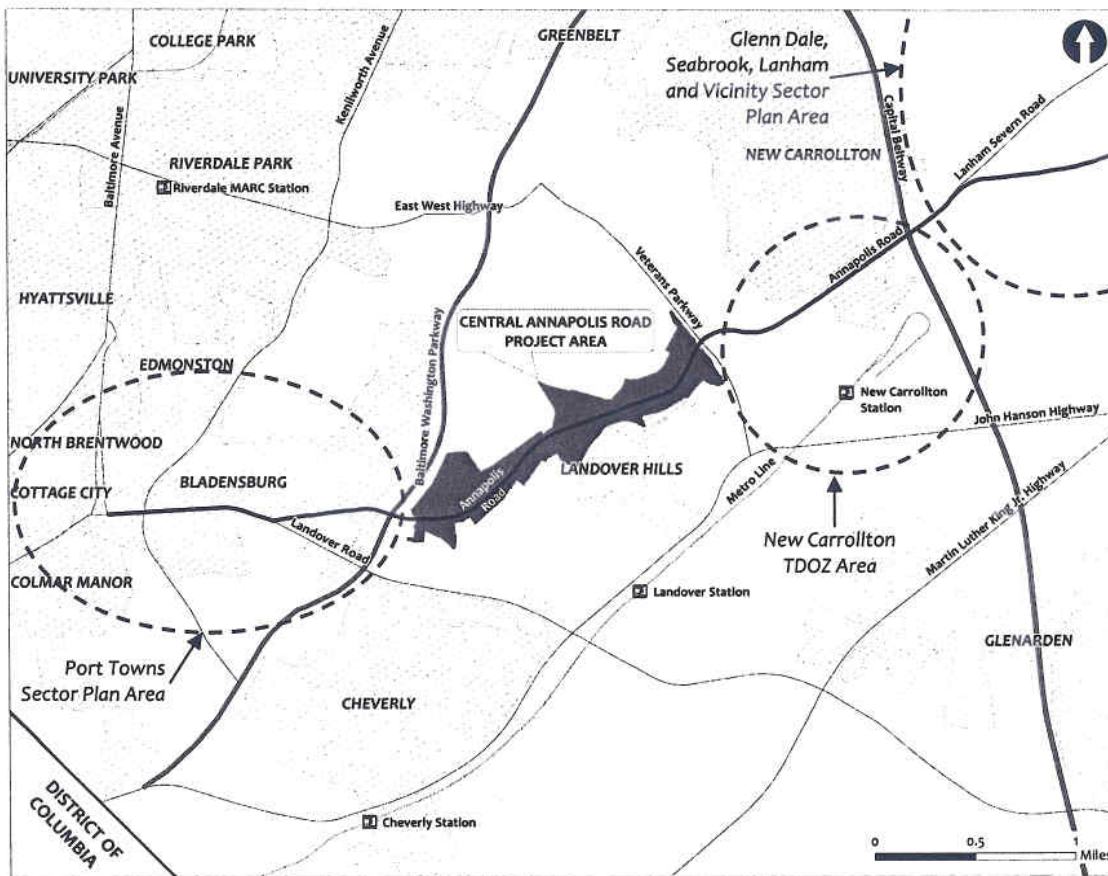 COLLEGE PARK
UNIVERSITY PARK
Baltimore Avenue
Kenilworth Avenue
GREENBELT
Glenn Dale,
Seabrook, Lanham
and Vicinity Sector
Plan Area
NEW CARROLLTON
Capital Beltway
Lanham Severn Road
RIVERDALE PARK
Riverdale MARC Station
East West Highway
Veterans Parkway
Annapolis Road
HYATTSVILLE
CENTRAL ANNAPOLIS ROAD
PROJECT AREA
Baltimore Washington Parkway
EDMONSTON
New Carrollton
Station
John Hanson Highway
NORTH BRENTWOOD
COTTAGE CITY
BLADENSBURG
Annapolis
Road
LANDOVER HILLS
Metro Line
Landover Road
New Carrollton
TDOZ Area
Martin Luther King Jr. Highway
COLMAR MANOR
Landover Station
Port Towns
Sector Plan Area
CHEVERLY
GLENARDEN
DISTRICT OF
COLUMBIA
Cheverly Station
0 0.5 1
Miles